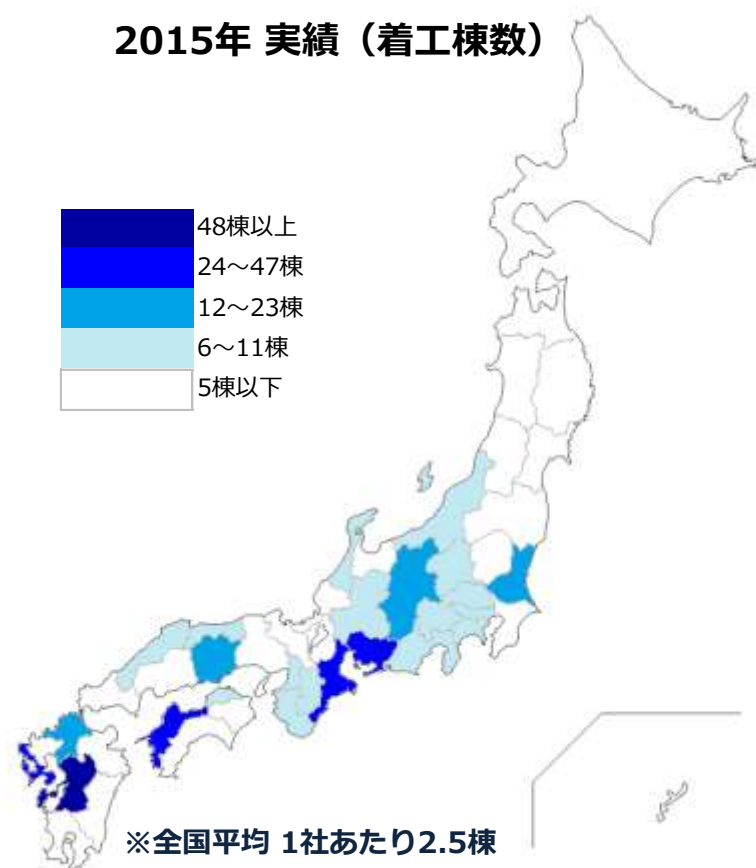 2015年 実績（着工棟数）
48棟以上
24～47棟
12～23棟
6～11棟
5棟以下
※全国平均 1社あたり2.5棟